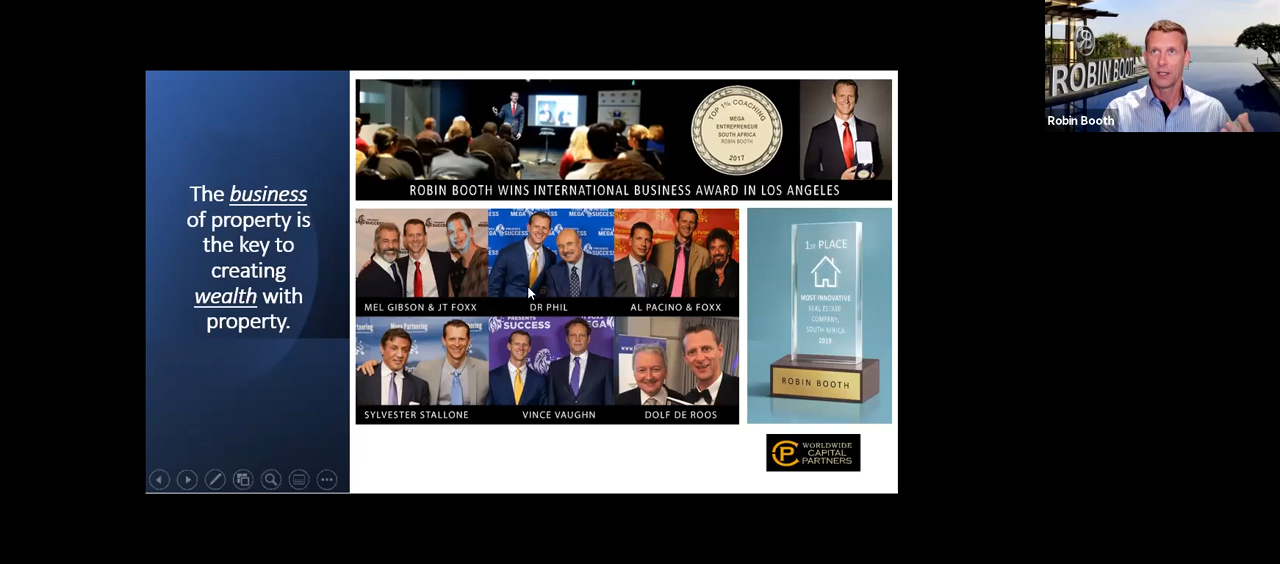 The business
of property is
the key to
creating
wealth with
property.
TOP 1% COACHING
MEGA
ENTREPRENEUR
SOUTH AFRICA
ROBIN BOOTH
2017
ROBIN BOOTH WINS INTERNATIONAL BUSINESS AWARD IN LOS ANGELES
MEL GIBSON & JT FOXX
DR PHIL
AL PACINO & FOXX
SYLVESTER STALLONE
VINCE VAUGHN
DOLF DE ROOS
PRESENTS
SUCCESS
MEGA
1ST PLACE
MOST INNOVATIVE
REAL ESTATE
COMPANY,
SOUTH AFRICA
2019
ROBIN BOOTH
WORLDWIDE
CAPITAL
PARTNERS
ROBIN BOOTH
Robin Booth